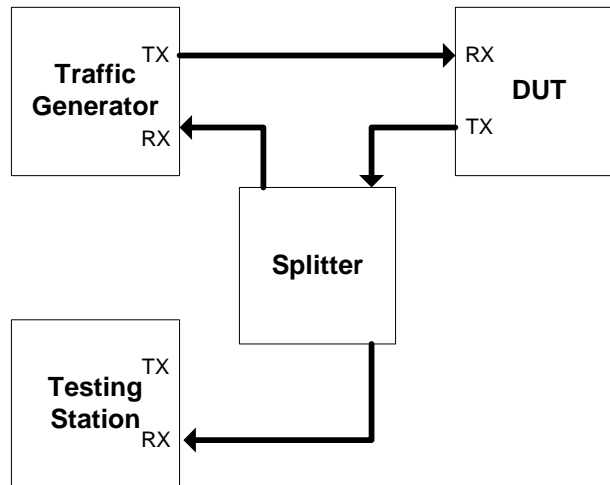 TX
Traffic
Generator
RX
RX
DUT
TX
Splitter
TX
Testing
Station
RX